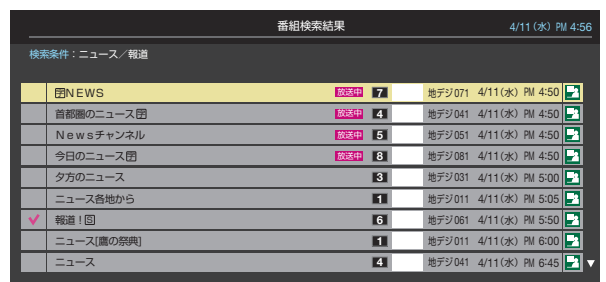 番組検索結果 4/11(水) PM 4:56
検索条件：ニュース／報道
🈑NEWS 放送中 7 地デジ071 4/11(水) PM 4:50
首都圏のニュース🈑 放送中 4 地デジ041 4/11(水) PM 4:50
Newsチャンネル 放送中 5 地デジ051 4/11(水) PM 4:50
今日のニュース🈑 放送中 8 地デジ081 4/11(水) PM 4:50
夕方のニュース 3 地デジ031 4/11(水) PM 5:00
ニュース各地から 1 地デジ011 4/11(水) PM 5:05
報道！🅂 6 地デジ061 4/11(水) PM 5:50
ニュース[鷹の祭典] 1 地デジ011 4/11(水) PM 6:00
ニュース 4 地デジ041 4/11(水) PM 6:45 ▼